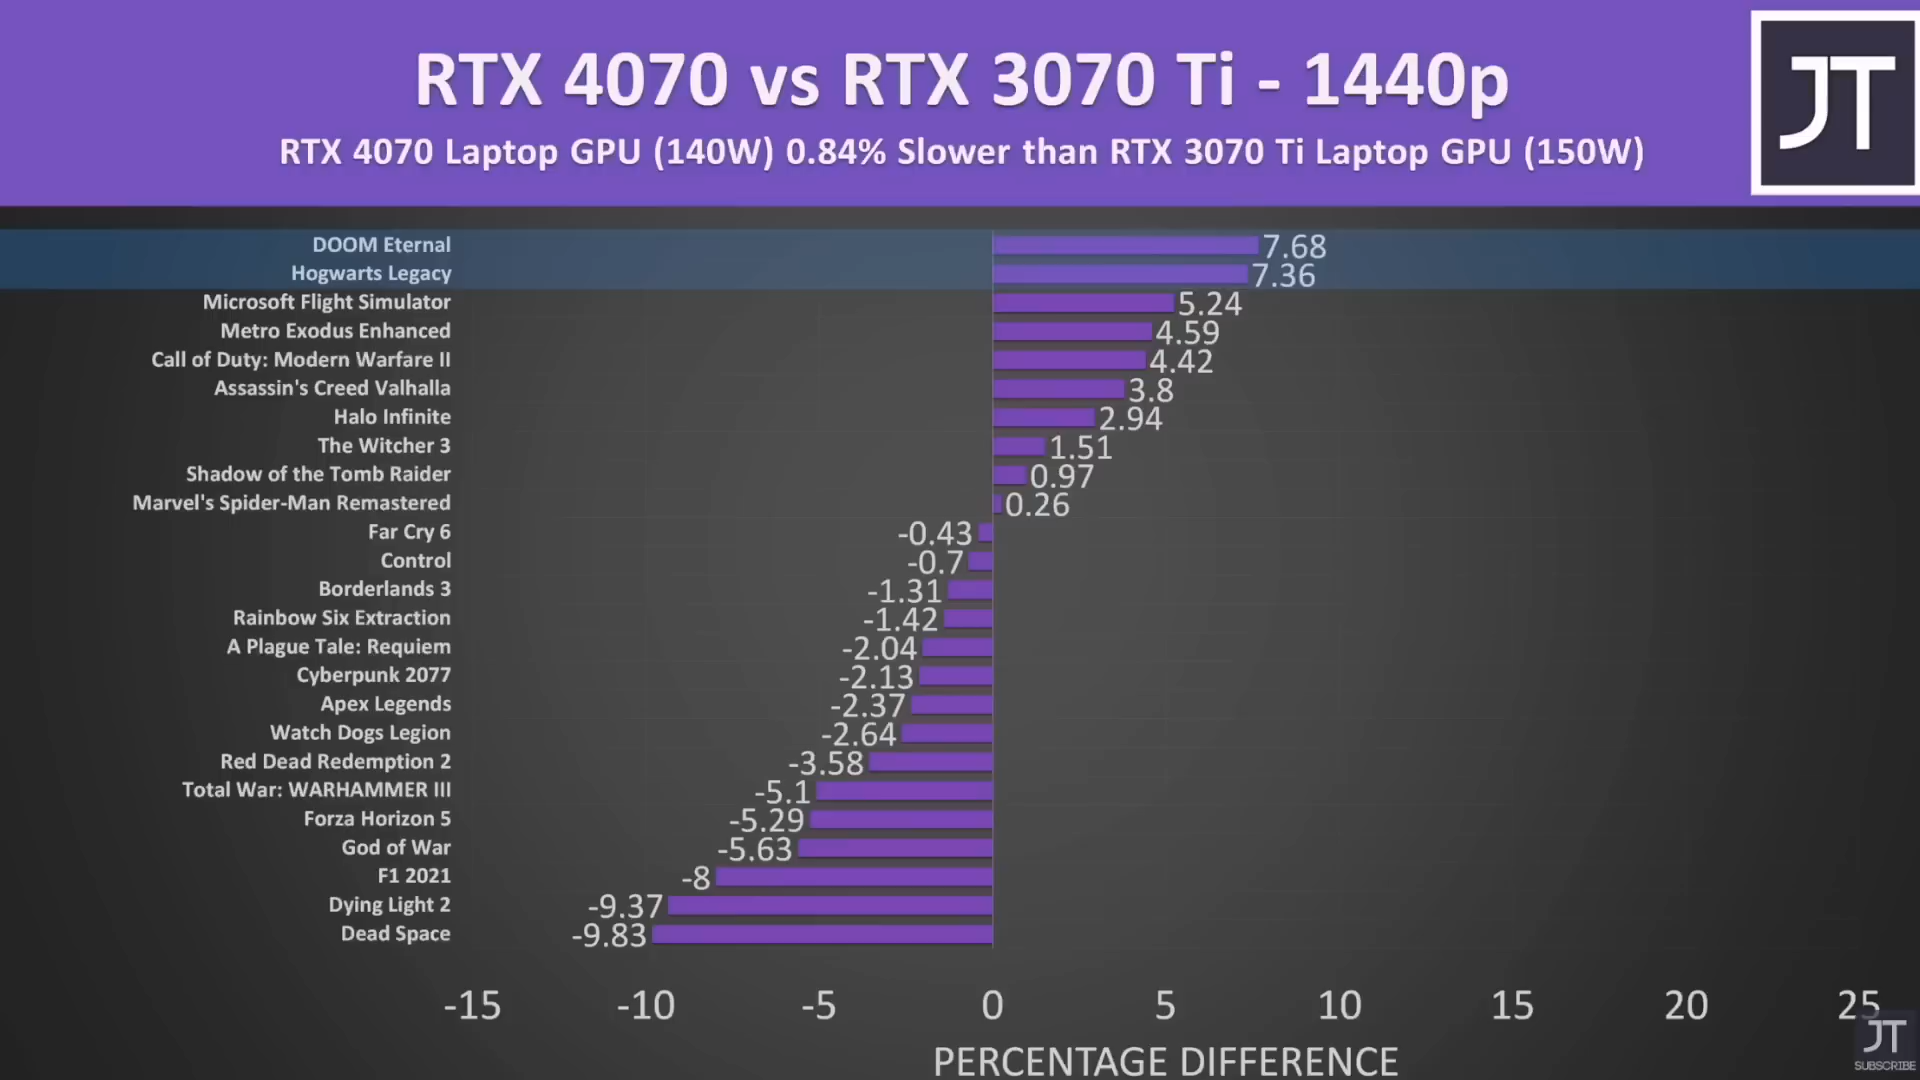 RTX 4070 vs RTX 3070 Ti - 1440p
RTX 4070 Laptop GPU (140W) 0.84% Slower than RTX 3070 Ti Laptop GPU (150W)
JT
DOOM Eternal 7.68
Hogwarts Legacy 7.36
Microsoft Flight Simulator 5.24
Metro Exodus Enhanced 4.59
Call of Duty: Modern Warfare II 4.42
Assassin's Creed Valhalla 3.8
Halo Infinite 2.94
The Witcher 3 1.51
Shadow of the Tomb Raider 0.97
Marvel's Spider-Man Remastered 0.26
Far Cry 6 -0.43
Control -0.7
Borderlands 3 -1.31
Rainbow Six Extraction -1.42
A Plague Tale: Requiem -2.04
Cyberpunk 2077 -2.13
Apex Legends -2.37
Watch Dogs Legion -2.64
Red Dead Redemption 2 -3.58
Total War: WARHAMMER III -5.1
Forza Horizon 5 -5.29
God of War -5.63
F1 2021 -8
Dying Light 2 -9.37
Dead Space -9.83
-15 -10 -5 0 5 10 15 20 25
PERCENTAGE DIFFERENCE
JT
SUBSCRIBE